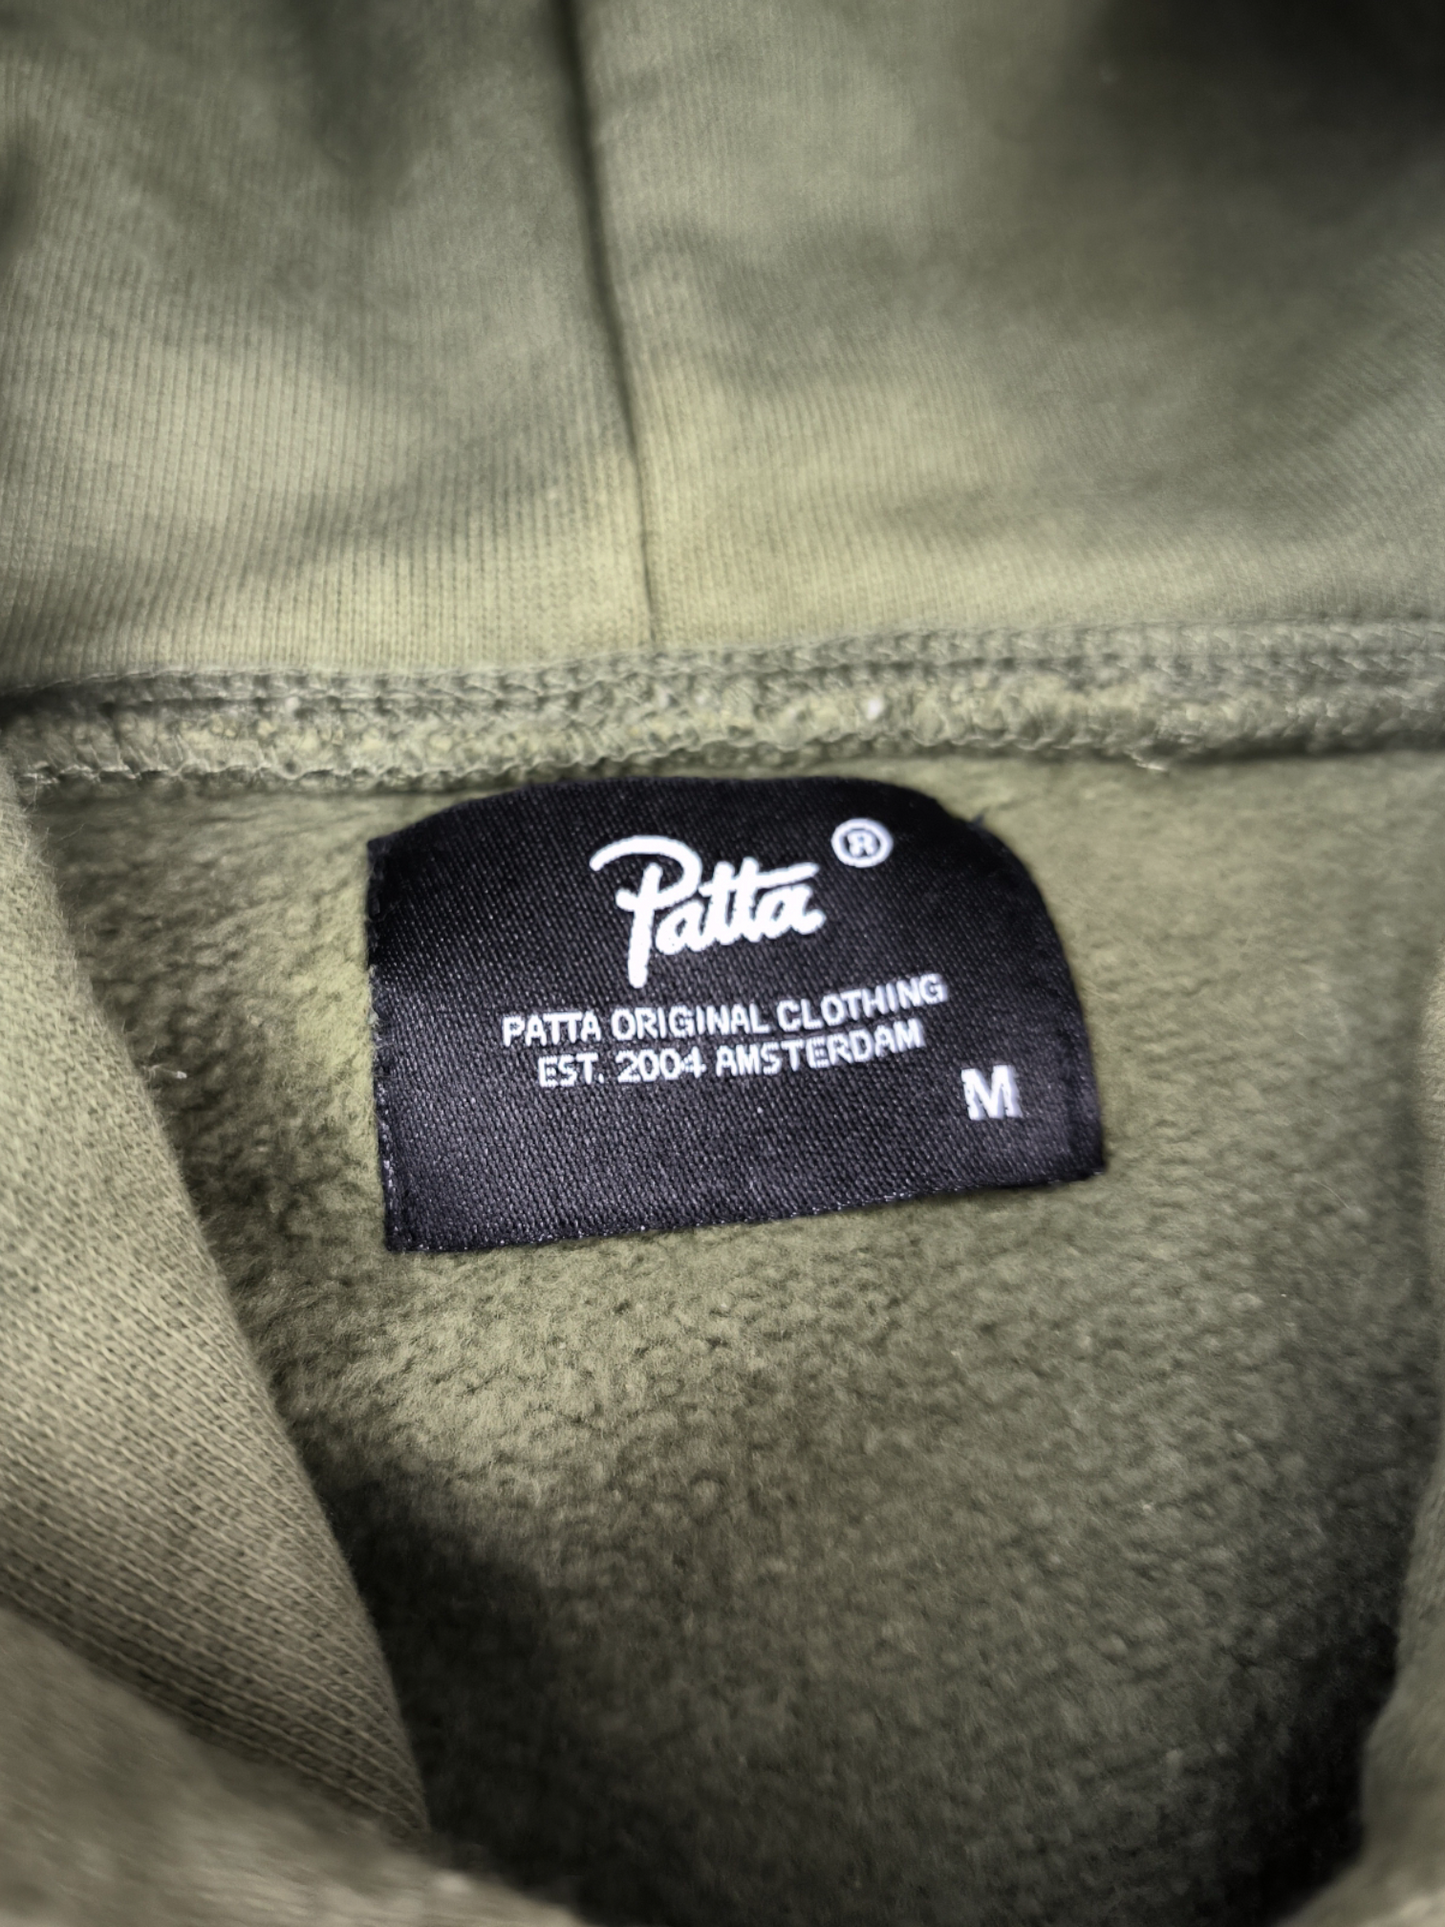 Patta ®
PATTA ORIGINAL CLOTHING
EST. 2004 AMSTERDAM
M